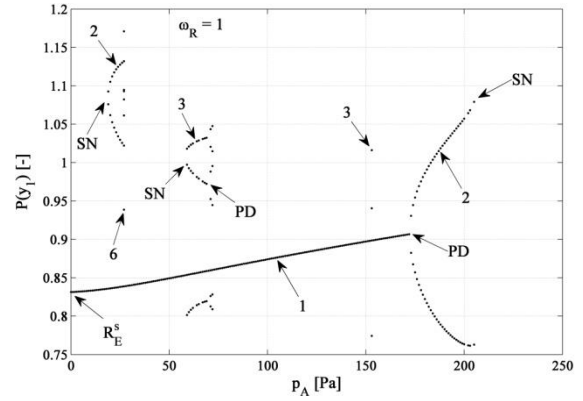 1.2
ω_R = 1
2
1.15
1.1
SN
SN
3
3
2
1.05
P(y_1) [-]
1
SN
PD
0.95
PD
6
0.9
0.85
1
R_E^s
0.8
0.75
0 50 100 150 200 250
p_A [Pa]